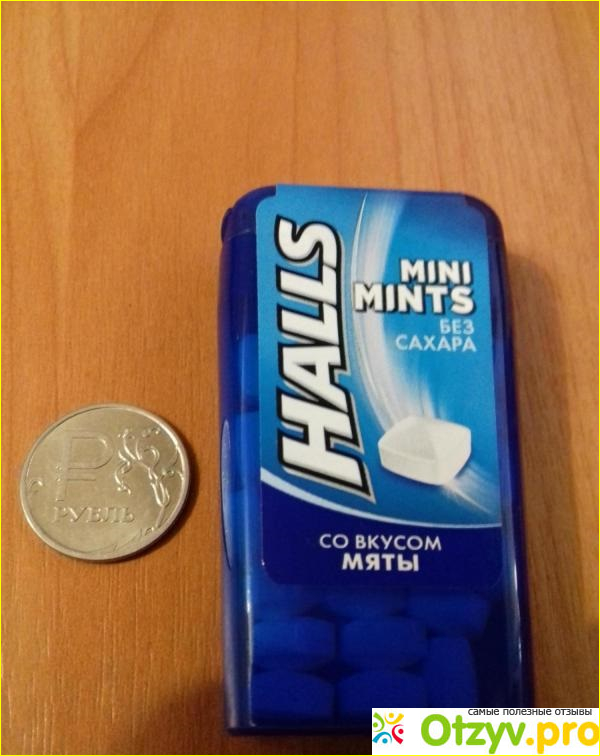 HALLS
MINI
MINTS
БЕЗ
САХАРА
СО ВКУСОМ
МЯТЫ
₽
РУБЛЬ
самые полезные отзывы
Otzyv.pro